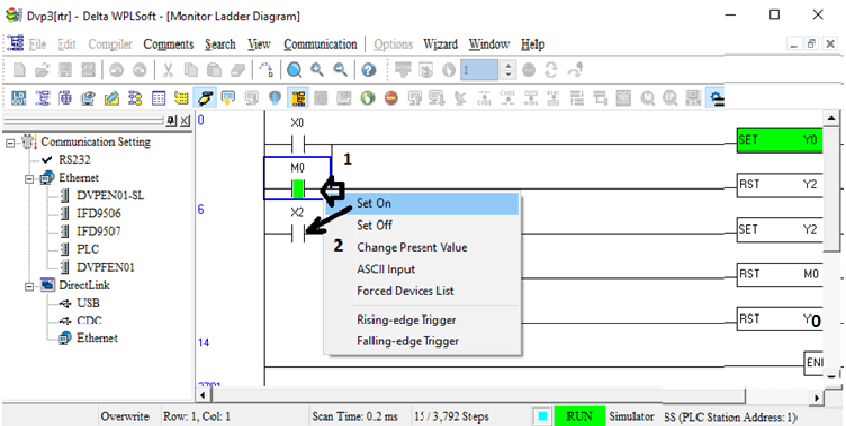 Dvp3[rtr] - Delta WPLSoft - [Monitor Ladder Diagram]
File Edit Compiler Comments Search View Communication Options Wizard Window Help
1
Communication Setting
RS232
Ethernet
DVPEN01-SL
IFD9506
IFD9507
PLC
DVPFEN01
DirectLink
USB
CDC
Ethernet
0
X0
SET Y0
M0
1
RST Y2
6
X2
SET Y2
2
Set On
Set Off
Change Present Value
ASCII Input
Forced Devices List
Rising-edge Trigger
Falling-edge Trigger
RST M0
RST Y0
14
END
Overwrite Row: 1, Col: 1 Scan Time: 0.2 ms 15/3,792 Steps RUN Simulator SS (PLC Station Address: 1)